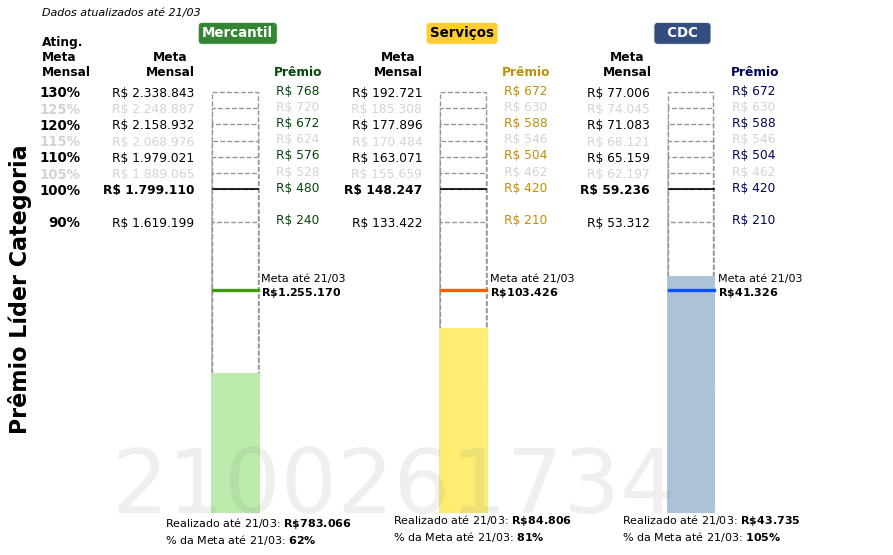 Dados atualizados até 21/03
Mercantil
Serviços
CDC
Ating. Meta Mensal
Meta Mensal
Prêmio
Meta Mensal
Prêmio
Meta Mensal
Prêmio
130% R$ 2.338.843 R$ 768 R$ 192.721 R$ 672 R$ 77.006 R$ 672
125% R$ 2.248.887 R$ 720 R$ 185.308 R$ 630 R$ 74.045 R$ 630
120% R$ 2.158.932 R$ 672 R$ 177.896 R$ 588 R$ 71.083 R$ 588
115% R$ 2.068.976 R$ 624 R$ 170.484 R$ 546 R$ 68.121 R$ 546
110% R$ 1.979.021 R$ 576 R$ 163.071 R$ 504 R$ 65.159 R$ 504
105% R$ 1.889.065 R$ 528 R$ 155.659 R$ 462 R$ 62.197 R$ 462
100% R$ 1.799.110 R$ 480 R$ 148.247 R$ 420 R$ 59.236 R$ 420
90% R$ 1.619.199 R$ 240 R$ 133.422 R$ 210 R$ 53.312 R$ 210
Prêmio Líder Categoria
Meta até 21/03
R$1.255.170
Meta até 21/03
R$103.426
Meta até 21/03
R$41.326
2100261734
Realizado até 21/03: R$783.066
% da Meta até 21/03: 62%
Realizado até 21/03: R$84.806
% da Meta até 21/03: 81%
Realizado até 21/03: R$43.735
% da Meta até 21/03: 105%